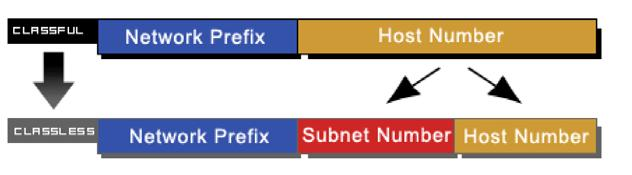 CLASSFUL Network Prefix Host Number
CLASSLESS Network Prefix Subnet Number Host Number